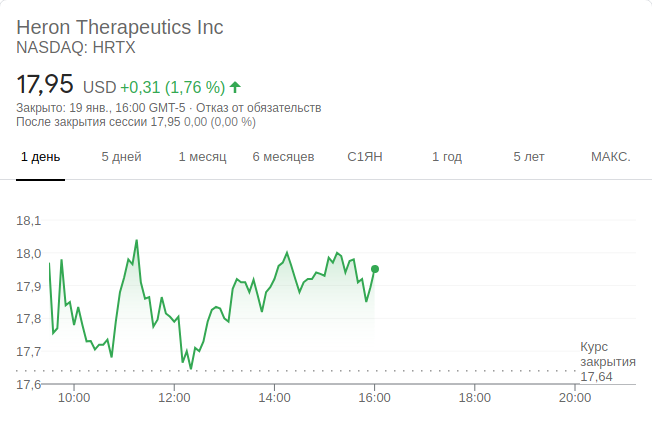 Heron Therapeutics Inc
NASDAQ: HRTX
17,95 USD +0,31 (1,76 %)
Закрыто: 19 янв., 16:00 GMT-5 · Отказ от обязательств
После закрытия сессии 17,95 0,00 (0,00 %)
1 день 5 дней 1 месяц 6 месяцев С1ЯН 1 год 5 лет МАКС.
18,1
18,0
17,9
17,8
17,7
17,6
Курс
закрытия
17,64
10:00 12:00 14:00 16:00 18:00 20:00